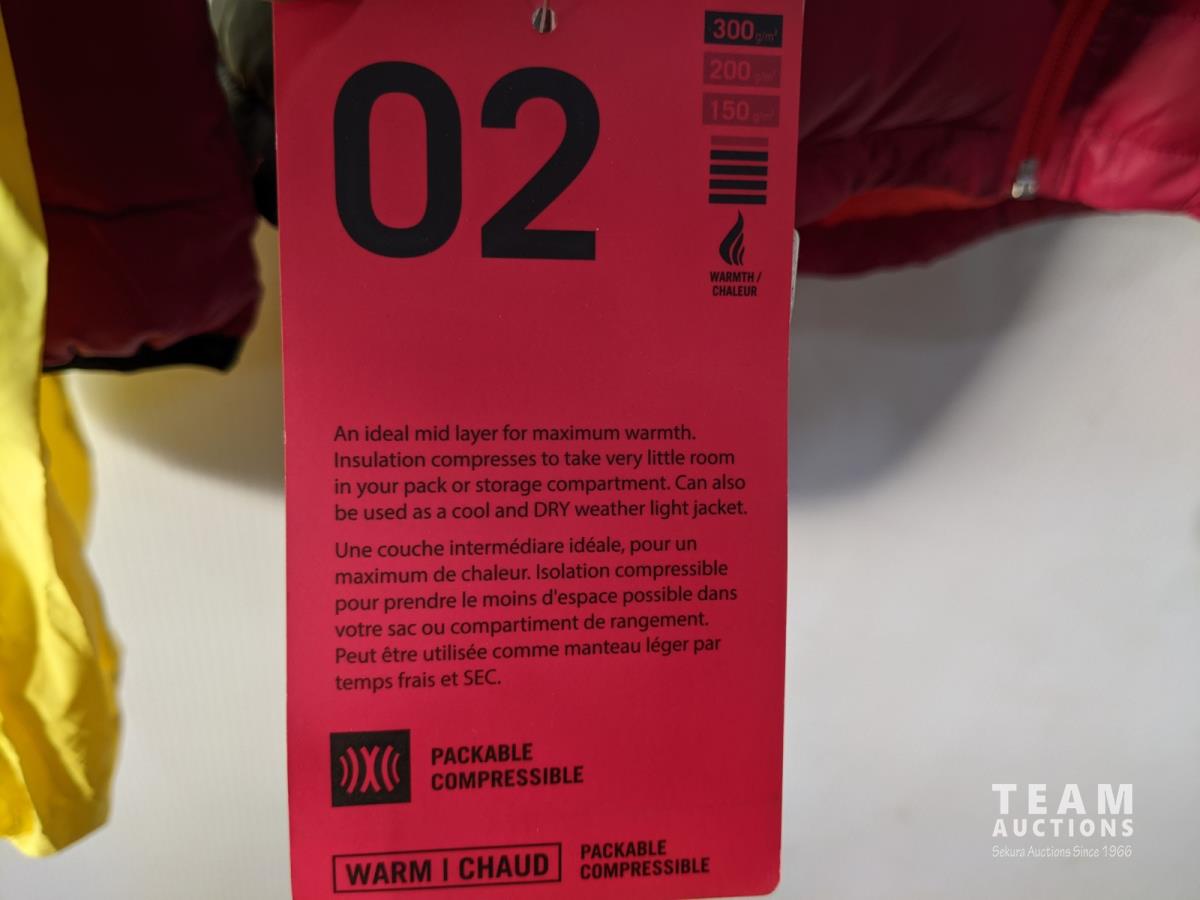 02
300 g/m²
200 g/m²
150 g/m²
WARMTH /
CHALEUR
An ideal mid layer for maximum warmth.
Insulation compresses to take very little room
in your pack or storage compartment. Can also
be used as a cool and DRY weather light jacket.
Une couche intermédiare idéale, pour un
maximum de chaleur. Isolation compressible
pour prendre le moins d'espace possible dans
votre sac ou compartiment de rangement.
Peut être utilisée comme manteau léger par
temps frais et SEC.
PACKABLE
COMPRESSIBLE
WARM | CHAUD
PACKABLE
COMPRESSIBLE
TEAM
AUCTIONS
Sekura Auctions Since 1966